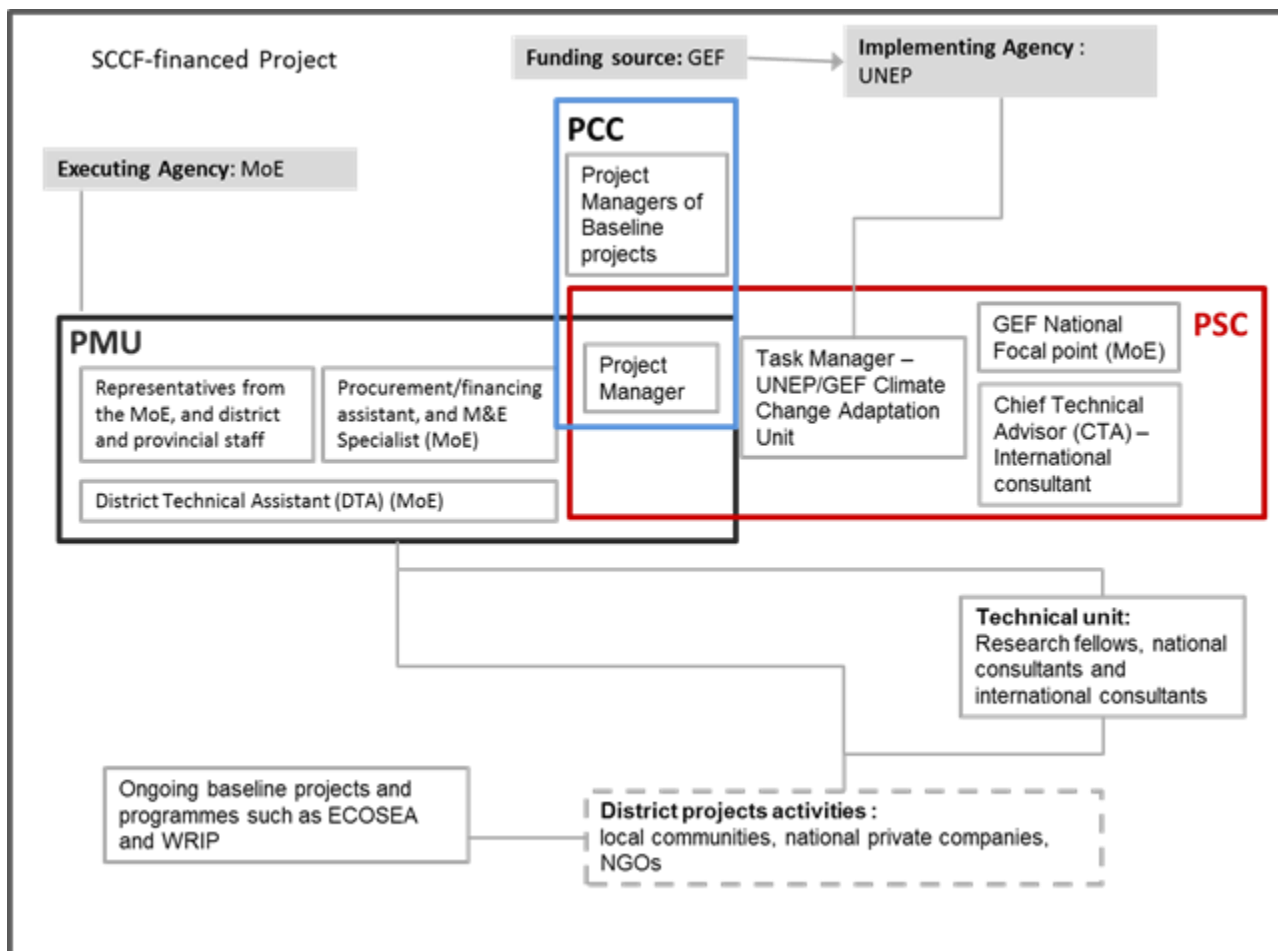 SCCF-financed Project
Funding source: GEF
Implementing Agency :
UNEP
Executing Agency: MoE
PCC
Project
Managers of
Baseline
projects
PMU
Representatives from
the MoE, and district
and provincial staff
Procurement/financing
assistant, and M&E
Specialist (MoE)
District Technical Assistant (DTA) (MoE)
Project
Manager
Task Manager –
UNEP/GEF Climate
Change Adaptation
Unit
GEF National
Focal point (MoE)
PSC
Chief Technical
Advisor (CTA) –
International
consultant
Technical unit:
Research fellows, national
consultants and
international consultants
Ongoing baseline projects and
programmes such as ECOSEA
and WRIP
District projects activities :
local communities, national private companies,
NGOs